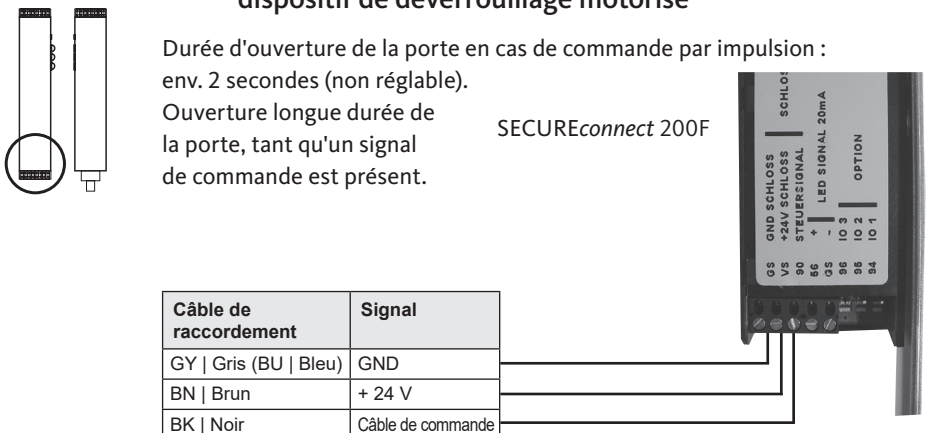 dispositif de déverrouillage motorisé
Durée d'ouverture de la porte en cas de commande par impulsion :
env. 2 secondes (non réglable).
Ouverture longue durée de
la porte, tant qu'un signal
de commande est présent.
SECUREconnect 200F
GND SCHLOSS
+24V SCHLOSS
STEUERSIGNAL
+ LED SIGNAL 20mA
-
IO 3
IO 2 OPTION
IO 1
GS
VS
90
56
GS
96
95
94
Câble de raccordement
Signal
GY | Gris (BU | Bleu) GND
BN | Brun + 24 V
BK | Noir Câble de commande